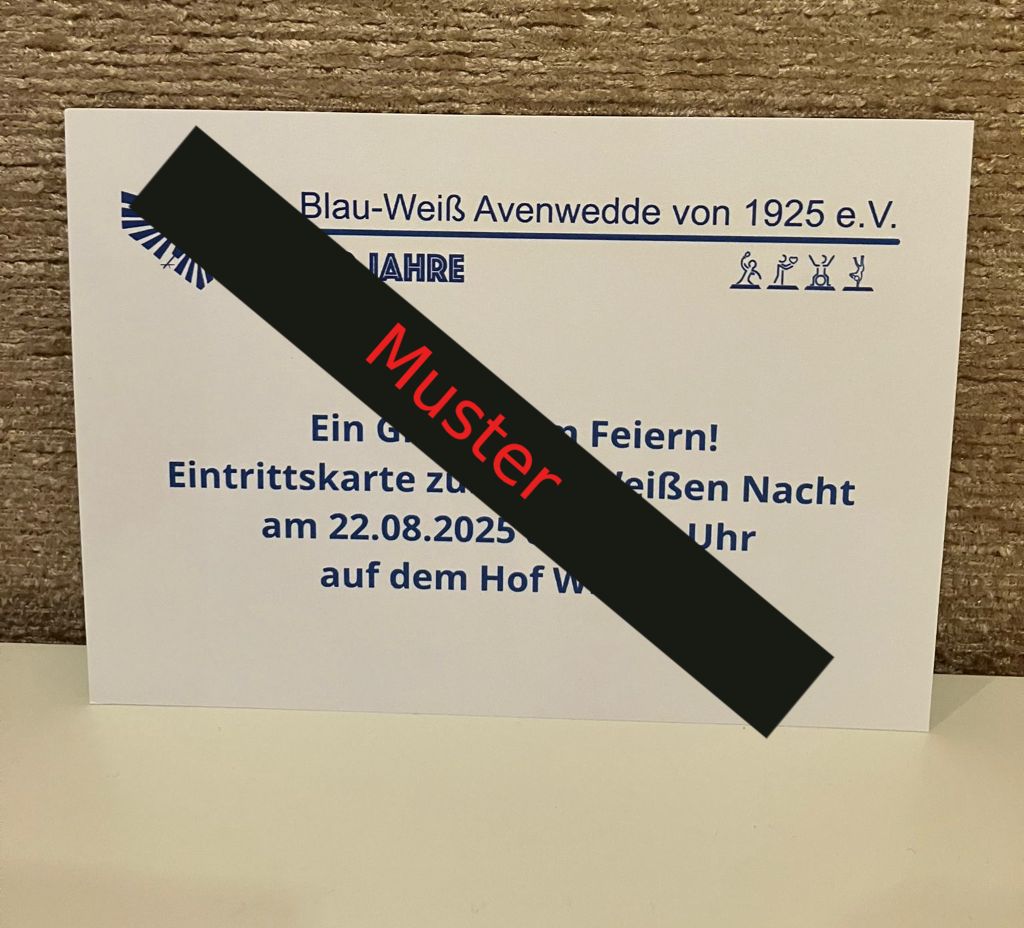 Blau-Weiß Avenwedde von 1925 e.V.
JAHRE
Muster
Ein Feiern!
Eintrittskarte Nacht
am 22.08.2025 Uhr
auf dem Hof